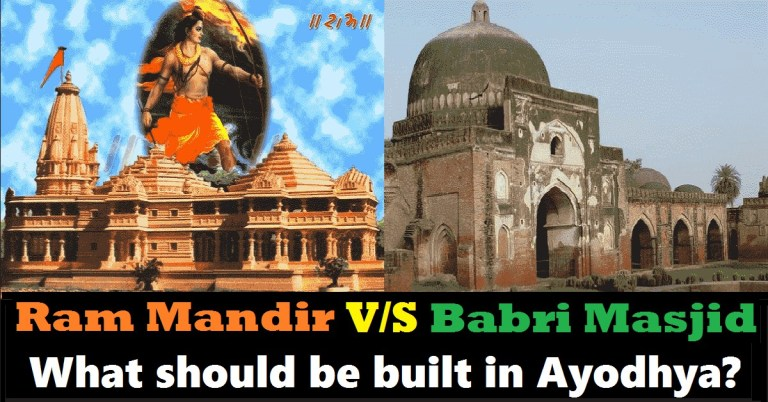 ॥ રામ॥
Ram Mandir V/S Babri Masjid
What should be built in Ayodhya?